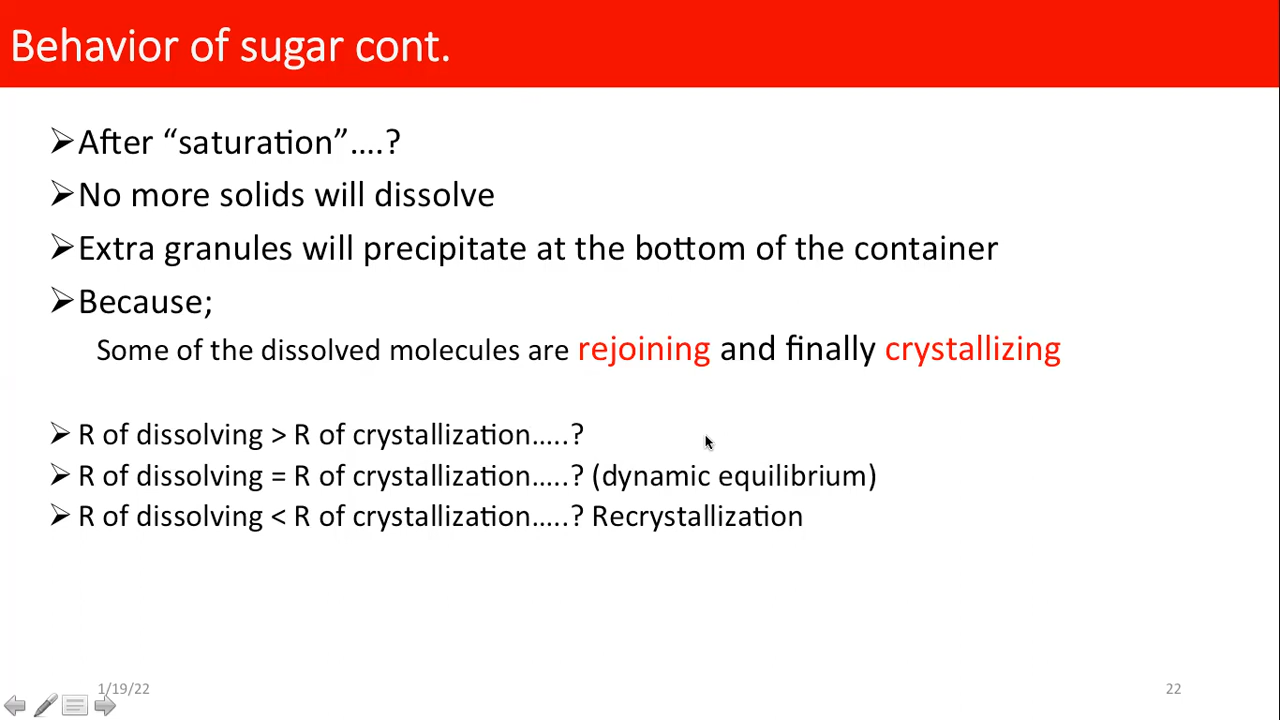 Behavior of sugar cont.
➢After “saturation”….?
➢No more solids will dissolve
➢Extra granules will precipitate at the bottom of the container
➢Because;
Some of the dissolved molecules are rejoining and finally crystallizing
➢ R of dissolving > R of crystallization…..?
➢ R of dissolving = R of crystallization…..? (dynamic equilibrium)
➢ R of dissolving < R of crystallization…..? Recrystallization
1/19/22
22